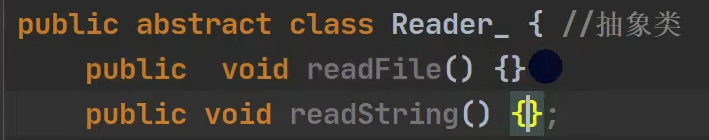 public abstract class Reader_ { //抽象类
public  void readFile() {}
public void readString() {};